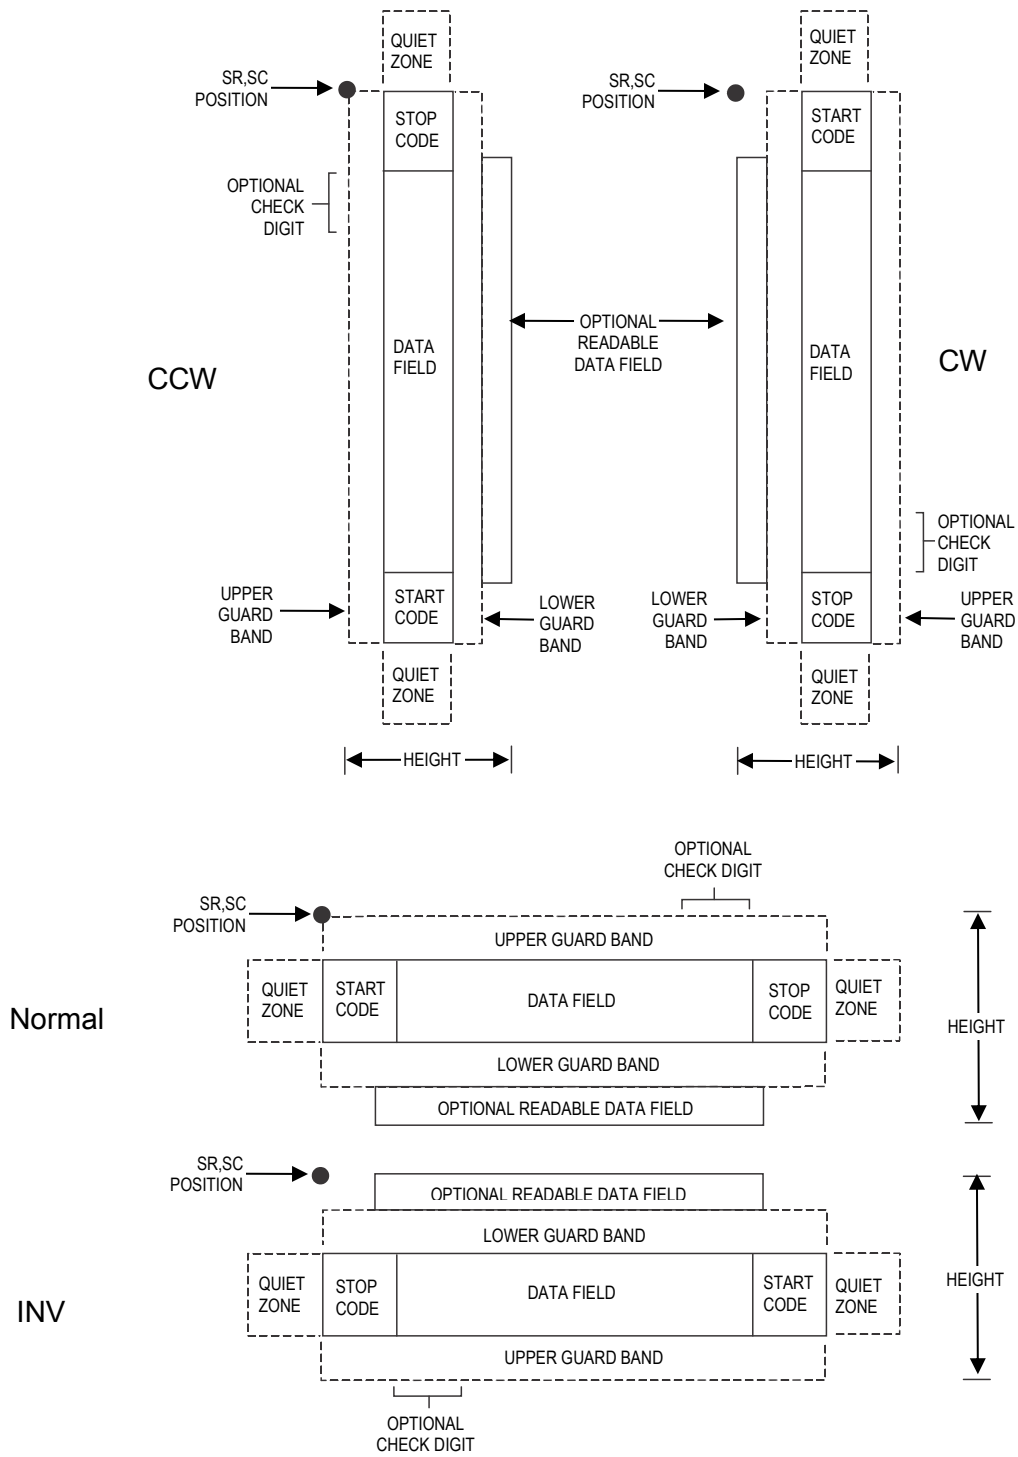 QUIET
ZONE
SR,SC
POSITION
STOP
CODE
OPTIONAL
CHECK
DIGIT
DATA
FIELD
CCW
UPPER
GUARD
BAND
START
CODE
LOWER
GUARD
BAND
QUIET
ZONE
HEIGHT
OPTIONAL
READABLE
DATA FIELD
QUIET
ZONE
SR,SC
POSITION
START
CODE
DATA
FIELD
CW
OPTIONAL
CHECK
DIGIT
LOWER
GUARD
BAND
STOP
CODE
UPPER
GUARD
BAND
QUIET
ZONE
HEIGHT
OPTIONAL
CHECK DIGIT
SR,SC
POSITION
UPPER GUARD BAND
Normal
QUIET
ZONE
START
CODE
DATA FIELD
STOP
CODE
QUIET
ZONE
HEIGHT
LOWER GUARD BAND
OPTIONAL READABLE DATA FIELD
SR,SC
POSITION
OPTIONAL READABLE DATA FIELD
LOWER GUARD BAND
INV
QUIET
ZONE
STOP
CODE
DATA FIELD
START
CODE
QUIET
ZONE
HEIGHT
UPPER GUARD BAND
OPTIONAL
CHECK DIGIT